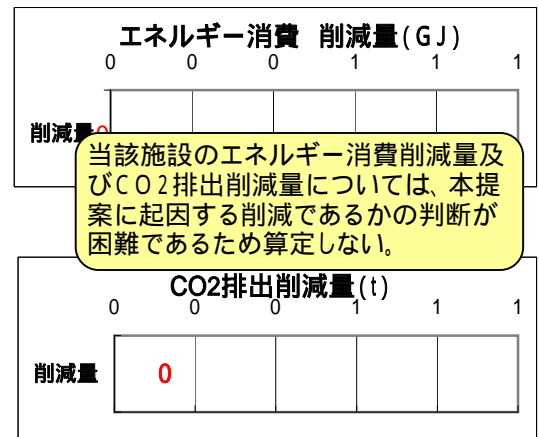 エネルギー消費 削減量(GJ)
0 0 0 1 1 1
削減量 0
当該施設のエネルギー消費削減量及
びCO2排出削減量については、本提
案に起因する削減であるかの判断が
困難であるため算定しない。
CO2排出削減量(t)
0 0 0 1 1 1
削減量 0